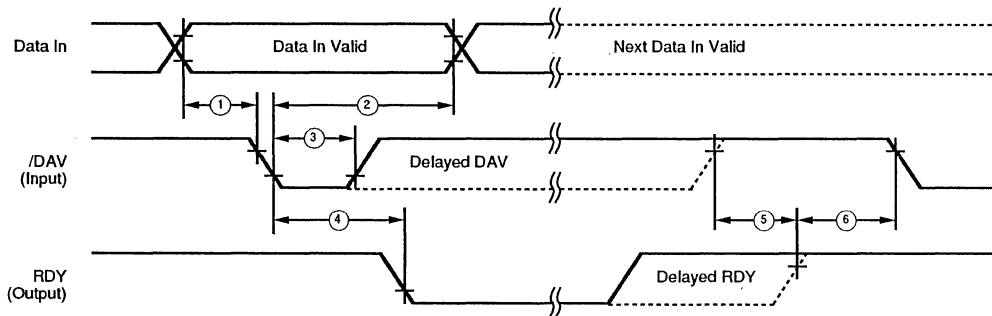 Data In
Data In Valid
Next Data In Valid
1
2
3
/DAV
(Input)
Delayed DAV
4
5
6
RDY
(Output)
Delayed RDY